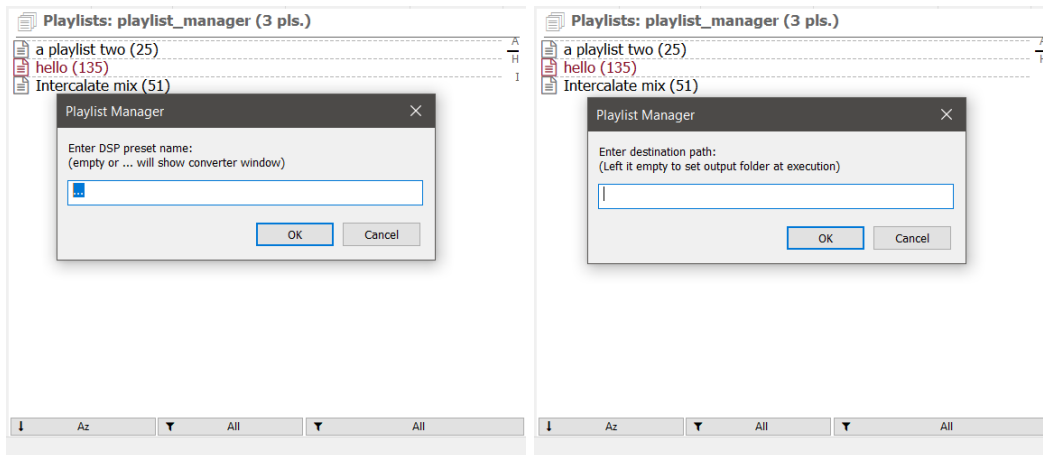 Playlists: playlist_manager (3 pls.)
a playlist two (25)
hello (135)
Intercalate mix (51)
A
H
I
Playlist Manager
Enter DSP preset name:
(empty or ... will show converter window)
...
OK
Cancel
Az
All
All
Playlists: playlist_manager (3 pls.)
a playlist two (25)
hello (135)
Intercalate mix (51)
Playlist Manager
Enter destination path:
(Left it empty to set output folder at execution)
OK
Cancel
Az
All
All